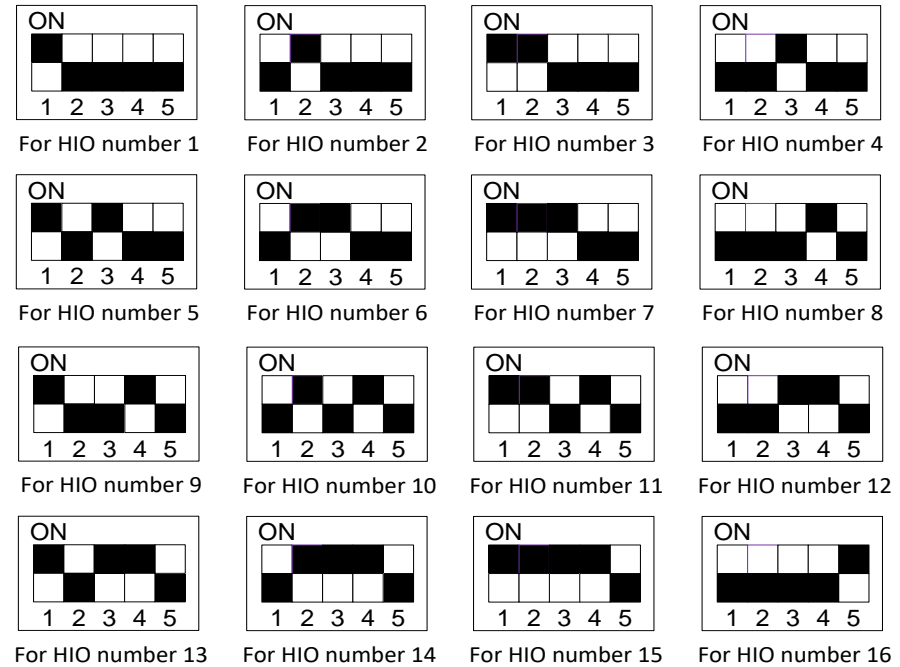 ON ON ON ON
1 2 3 4 5 1 2 3 4 5 1 2 3 4 5 1 2 3 4 5
For HIO number 1 For HIO number 2 For HIO number 3 For HIO number 4
ON ON ON ON
1 2 3 4 5 1 2 3 4 5 1 2 3 4 5 1 2 3 4 5
For HIO number 5 For HIO number 6 For HIO number 7 For HIO number 8
ON ON ON ON
1 2 3 4 5 1 2 3 4 5 1 2 3 4 5 1 2 3 4 5
For HIO number 9 For HIO number 10 For HIO number 11 For HIO number 12
ON ON ON ON
1 2 3 4 5 1 2 3 4 5 1 2 3 4 5 1 2 3 4 5
For HIO number 13 For HIO number 14 For HIO number 15 For HIO number 16